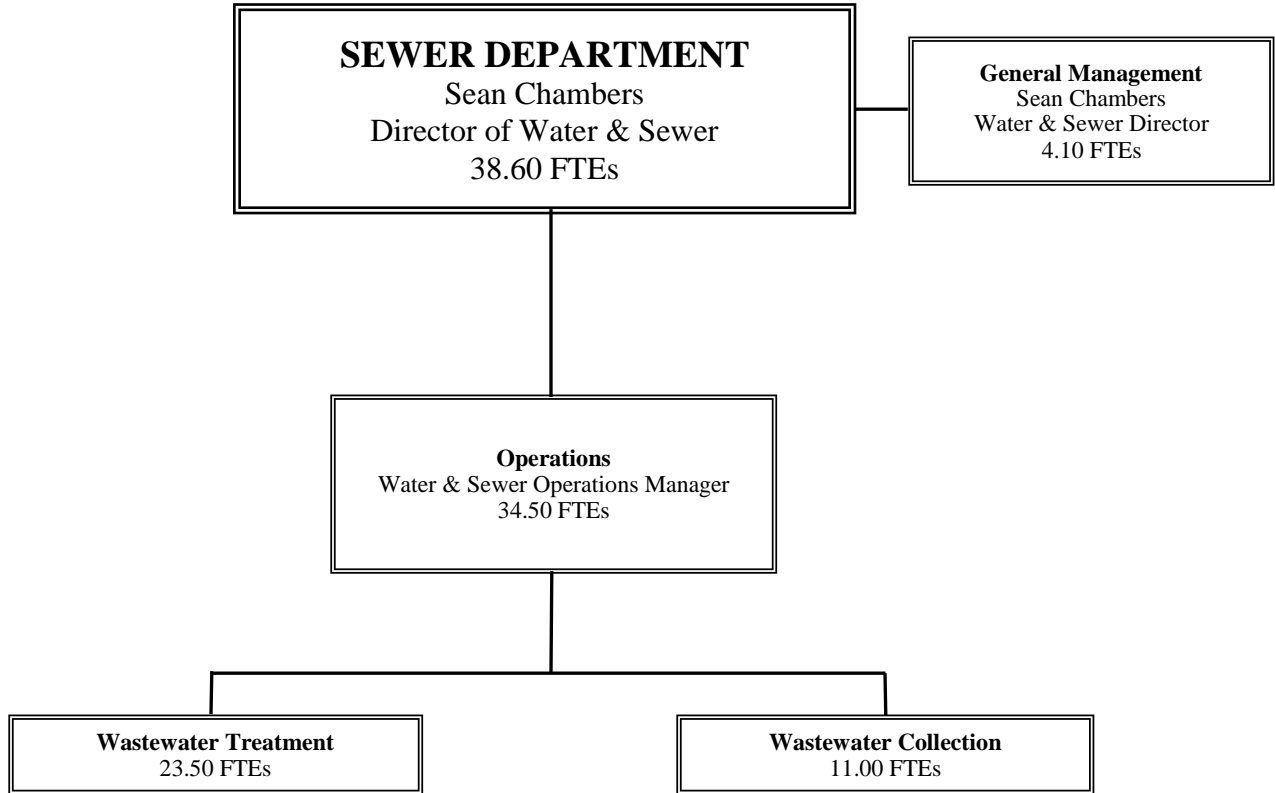 SEWER DEPARTMENT
Sean Chambers
Director of Water & Sewer
38.60 FTEs
General Management
Sean Chambers
Water & Sewer Director
4.10 FTEs
Operations
Water & Sewer Operations Manager
34.50 FTEs
Wastewater Treatment
23.50 FTEs
Wastewater Collection
11.00 FTEs